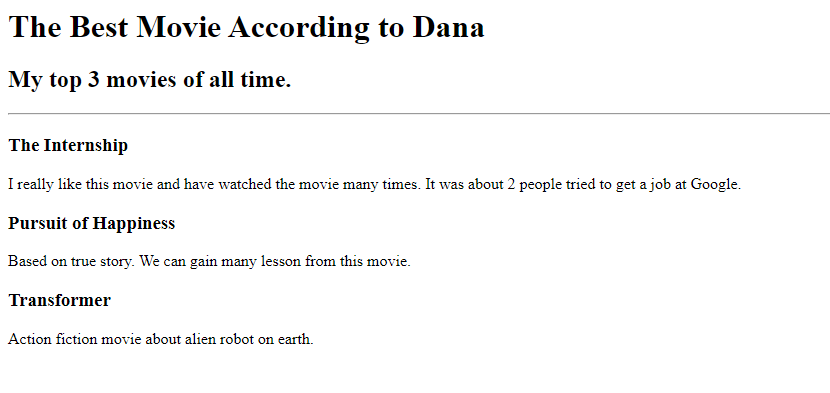 The Best Movie According to Dana
My top 3 movies of all time.
The Internship
I really like this movie and have watched the movie many times. It was about 2 people tried to get a job at Google.
Pursuit of Happiness
Based on true story. We can gain many lesson from this movie.
Transformer
Action fiction movie about alien robot on earth.